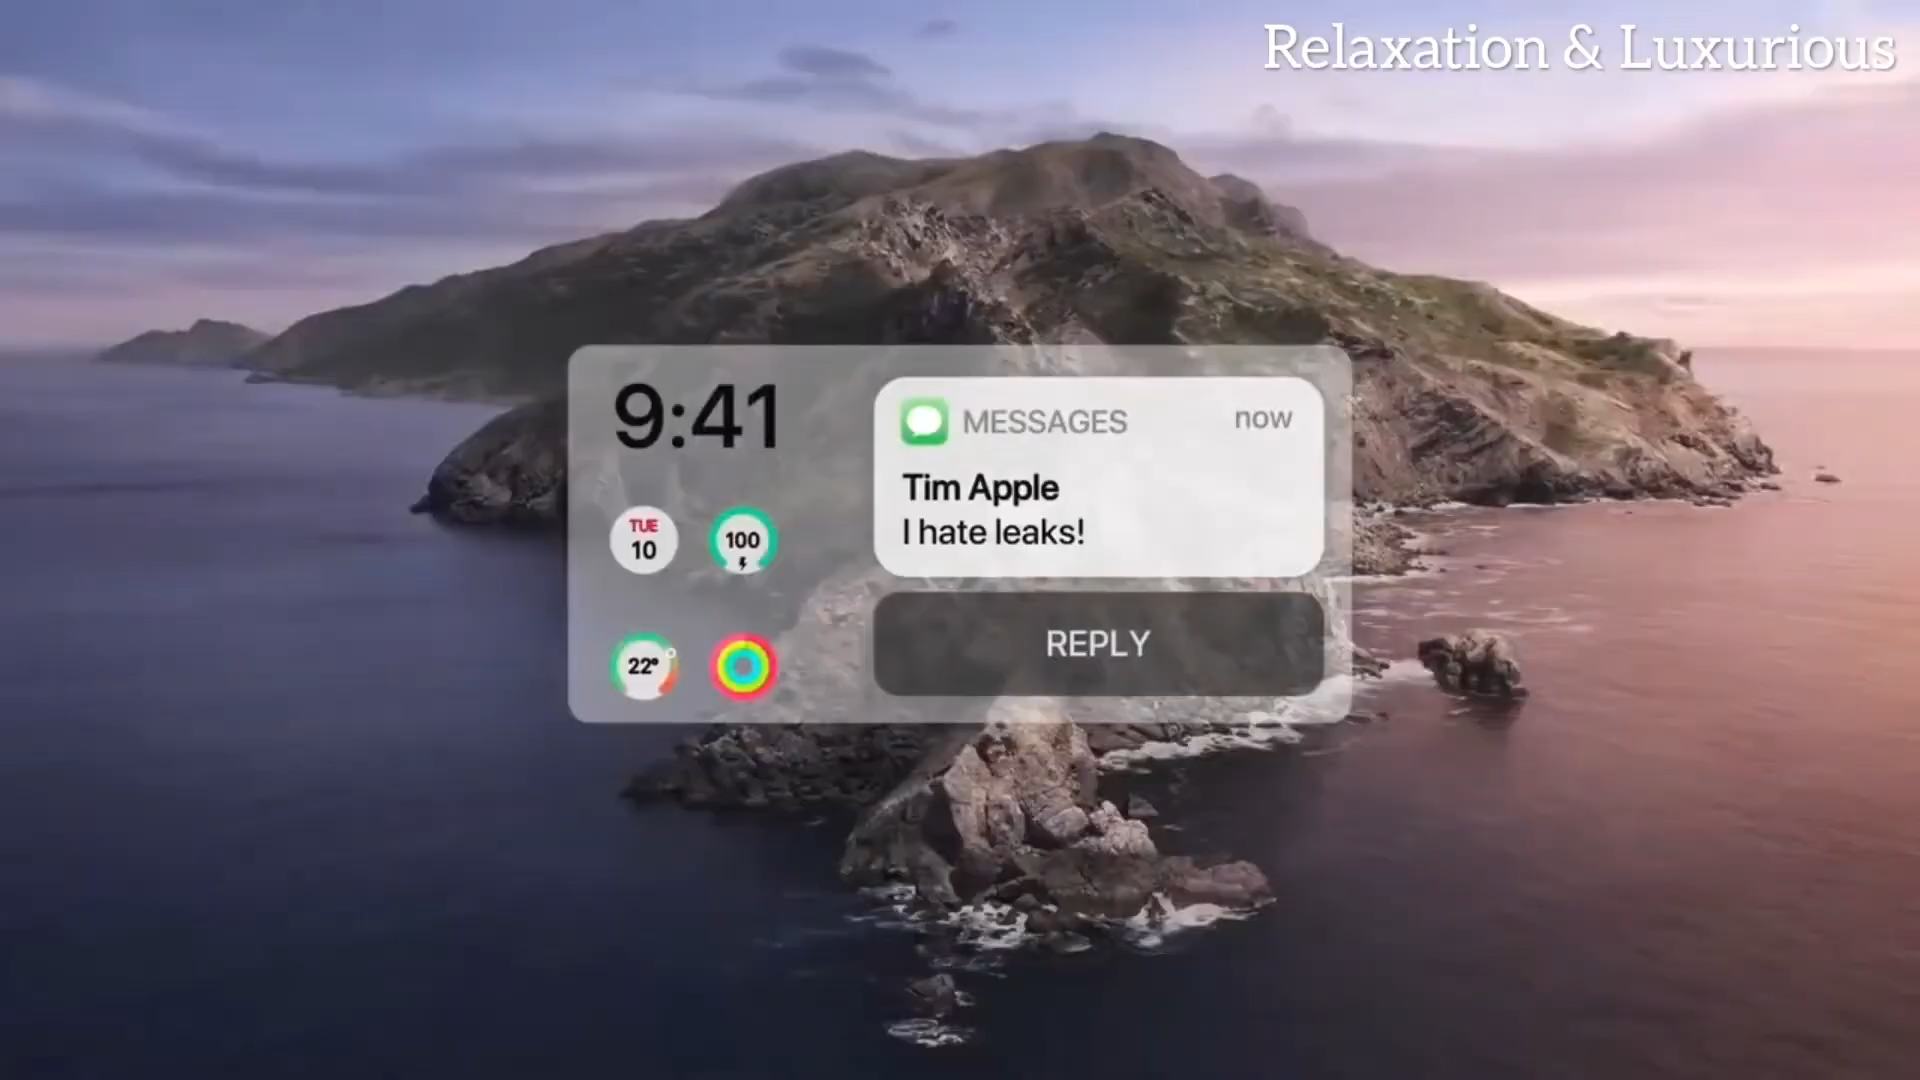 Relaxation & Luxurious
9:41
MESSAGES
now
Tim Apple
I hate leaks!
TUE
10
100
22°
REPLY